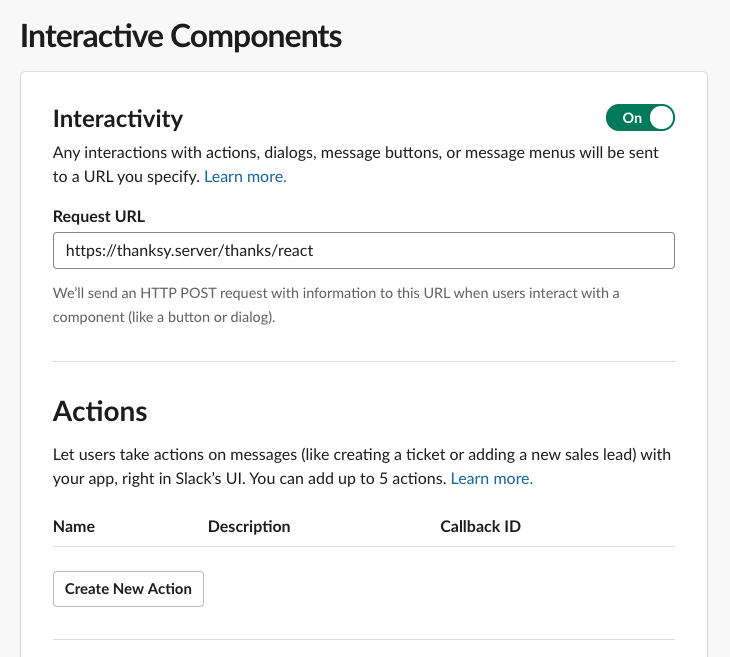 Interactive Components
Interactivity
On
Any interactions with actions, dialogs, message buttons, or message menus will be sent
to a URL you specify. Learn more.
Request URL
https://thanksy.server/thanks/react
We’ll send an HTTP POST request with information to this URL when users interact with a
component (like a button or dialog).
Actions
Let users take actions on messages (like creating a ticket or adding a new sales lead) with
your app, right in Slack’s UI. You can add up to 5 actions. Learn more.
Name Description Callback ID
Create New Action